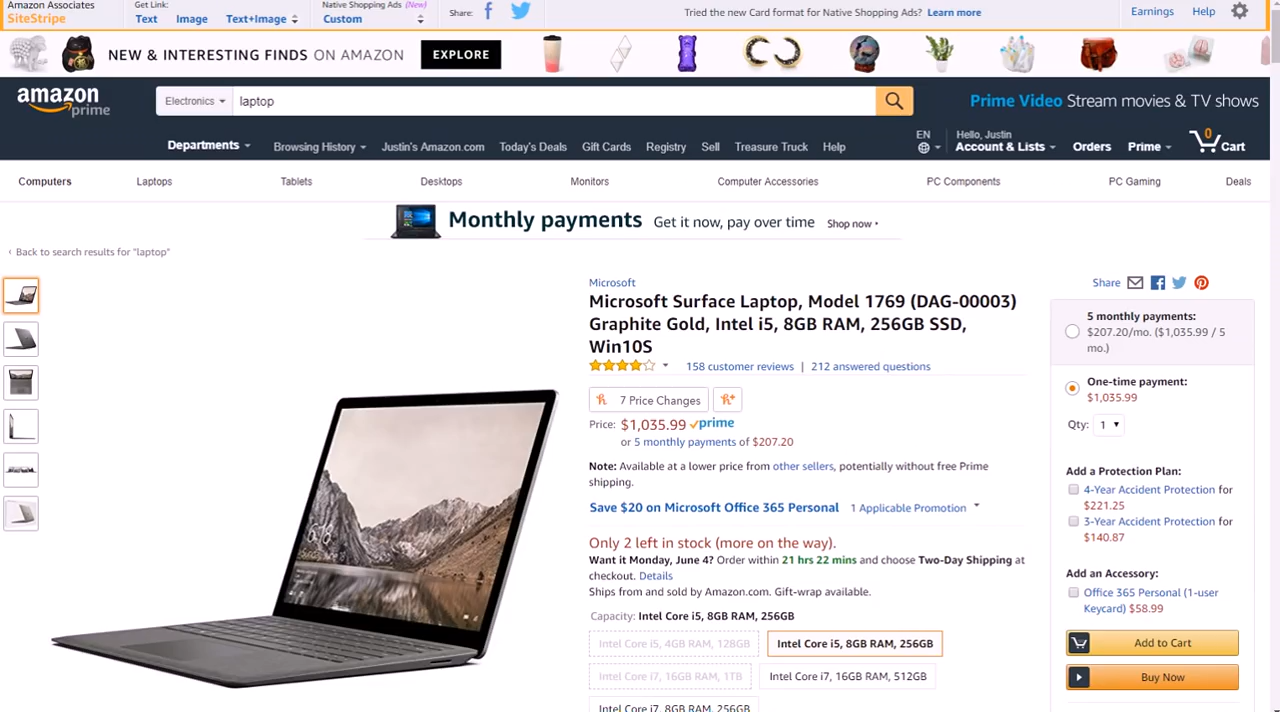 Amazon Associates
SiteStripe
Get Link:
Text Image Text+Image
Native Shopping Ads (New)
Custom
Share:
Tried the new Card format for Native Shopping Ads? Learn more
Earnings Help
NEW & INTERESTING FINDS ON AMAZON EXPLORE
amazon prime
Electronics laptop
Prime Video Stream movies & TV shows
Departments Browsing History Justin's Amazon.com Today's Deals Gift Cards Registry Sell Treasure Truck Help
EN
Hello, Justin
Account & Lists Orders Prime 0 Cart
Computers Laptops Tablets Desktops Monitors Computer Accessories PC Components PC Gaming Deals
Monthly payments Get it now, pay over time Shop now
‹ Back to search results for "laptop"
Microsoft
Microsoft Surface Laptop, Model 1769 (DAG-00003)
Graphite Gold, Intel i5, 8GB RAM, 256GB SSD,
Win10S
158 customer reviews | 212 answered questions
7 Price Changes
Price: $1,035.99 prime
or 5 monthly payments of $207.20
Note: Available at a lower price from other sellers, potentially without free Prime
shipping.
Save $20 on Microsoft Office 365 Personal 1 Applicable Promotion
Only 2 left in stock (more on the way).
Want it Monday, June 4? Order within 21 hrs 22 mins and choose Two-Day Shipping at
checkout. Details
Ships from and sold by Amazon.com. Gift-wrap available.
Capacity: Intel Core i5, 8GB RAM, 256GB
Intel Core i5, 4GB RAM, 128GB Intel Core i5, 8GB RAM, 256GB
Intel Core i7, 16GB RAM, 1TB Intel Core i7, 16GB RAM, 512GB
Intel Core i7, 8GB RAM, 256GB
Share
5 monthly payments:
$207.20/mo. ($1,035.99 / 5
mo.)
One-time payment:
$1,035.99
Qty: 1
Add a Protection Plan:
4-Year Accident Protection for
$221.25
3-Year Accident Protection for
$140.87
Add an Accessory:
Office 365 Personal (1-user
Keycard) $58.99
Add to Cart
Buy Now